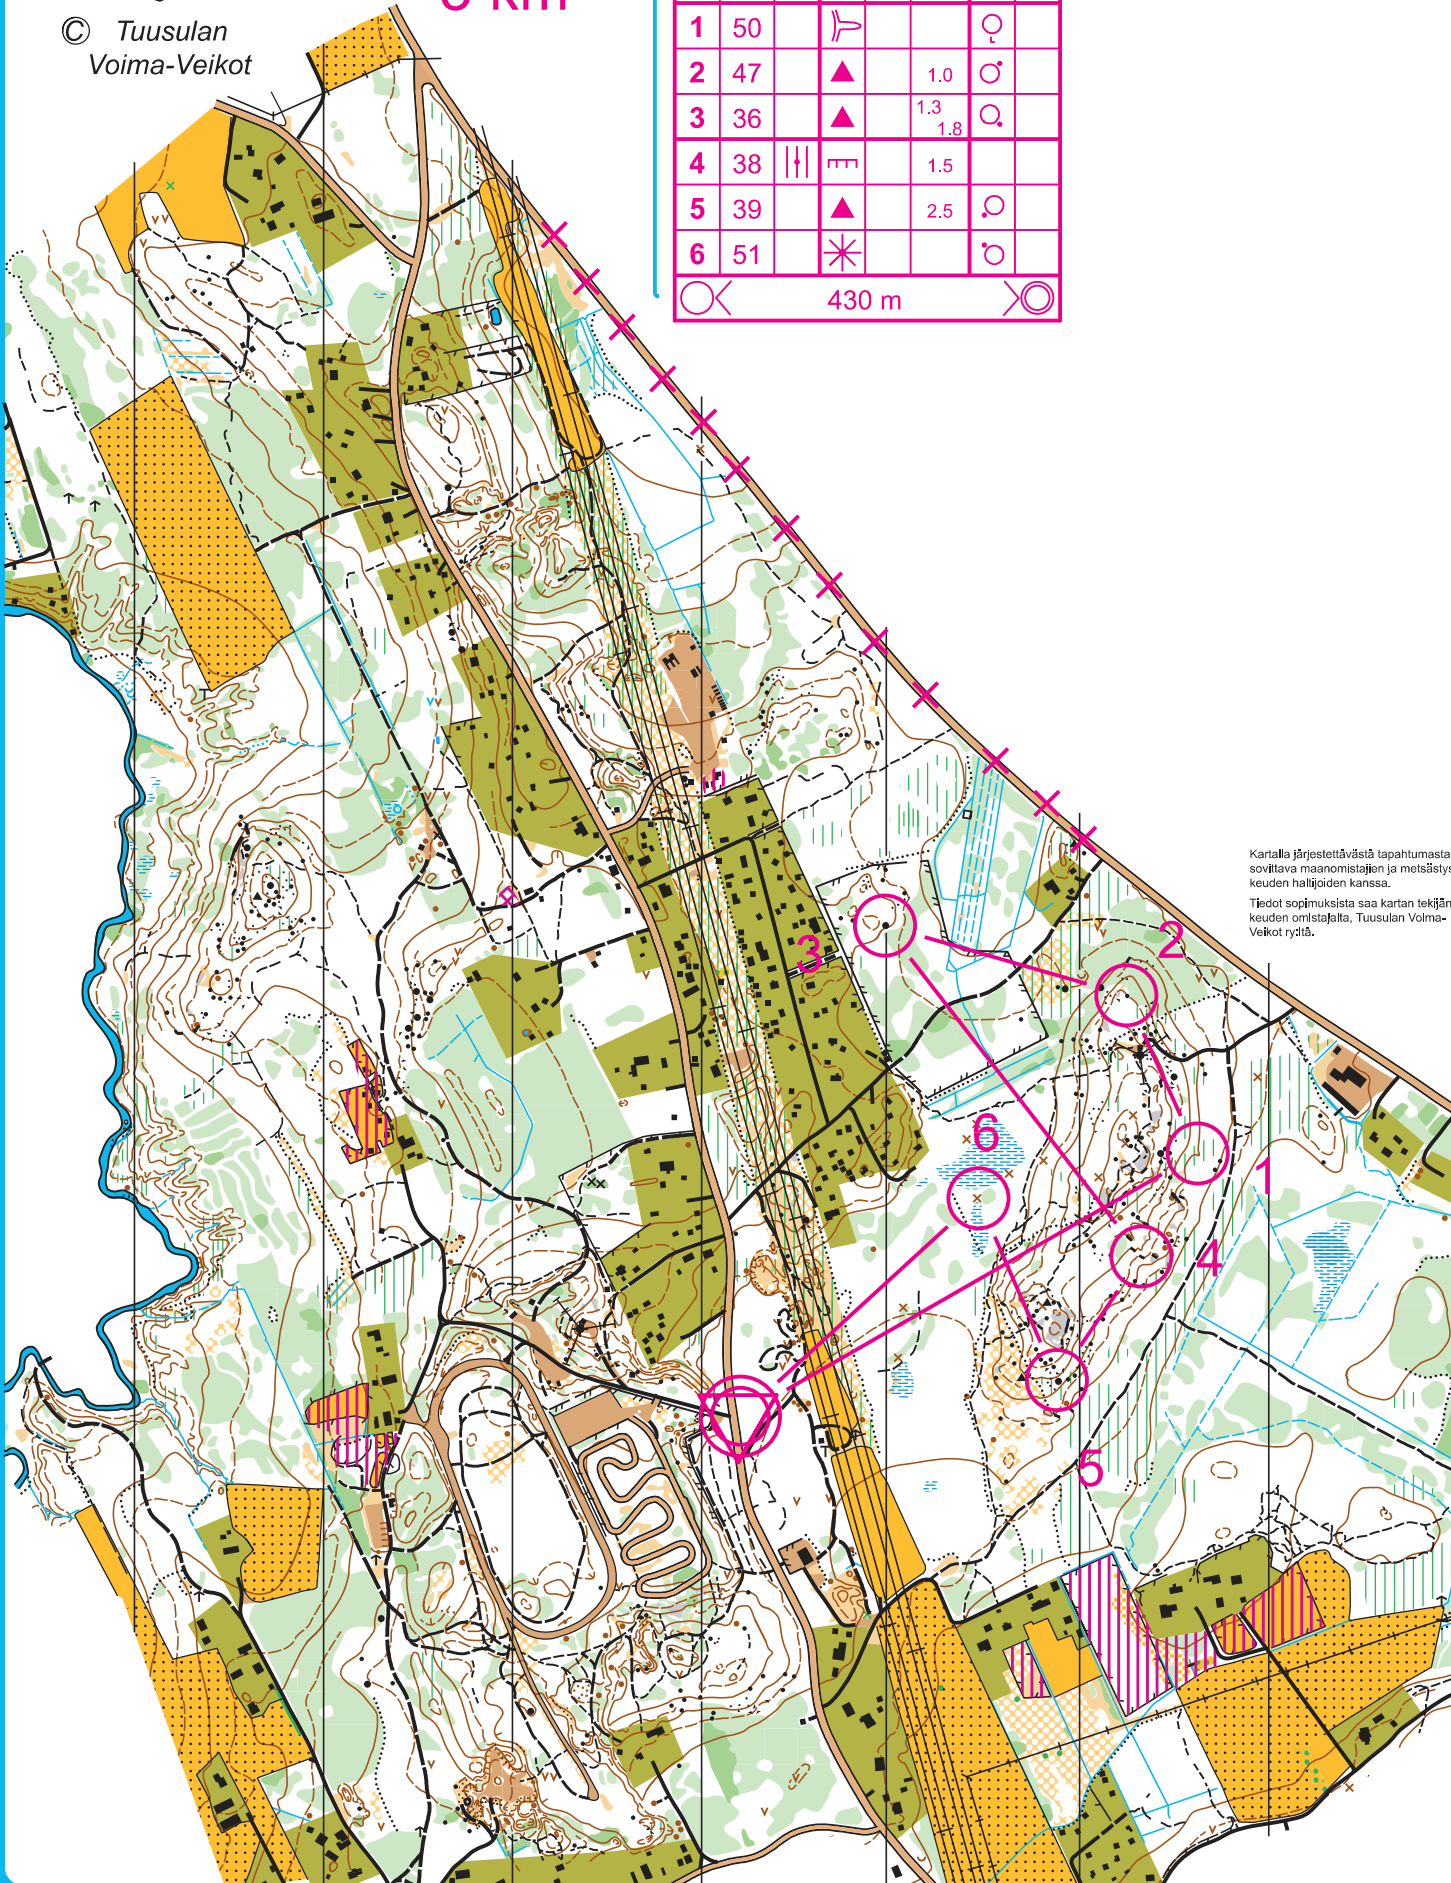 © Tuusulan
Voima-Veikot
km
1 50
2 47 1.0
3 36 1.3 1.8
4 38 1.5
5 39 2.5
6 51
430 m
Kartalla järjestettävästä tapahtumasta
sovittava maanomistajien ja metsästys
keuden haltijoiden kanssa.
Tiedot sopimuksista saa kartan tekijän
keuden omistajalta, Tuusulan Voima-
Veikot ry:ltä.
2
3
6
1
4
5